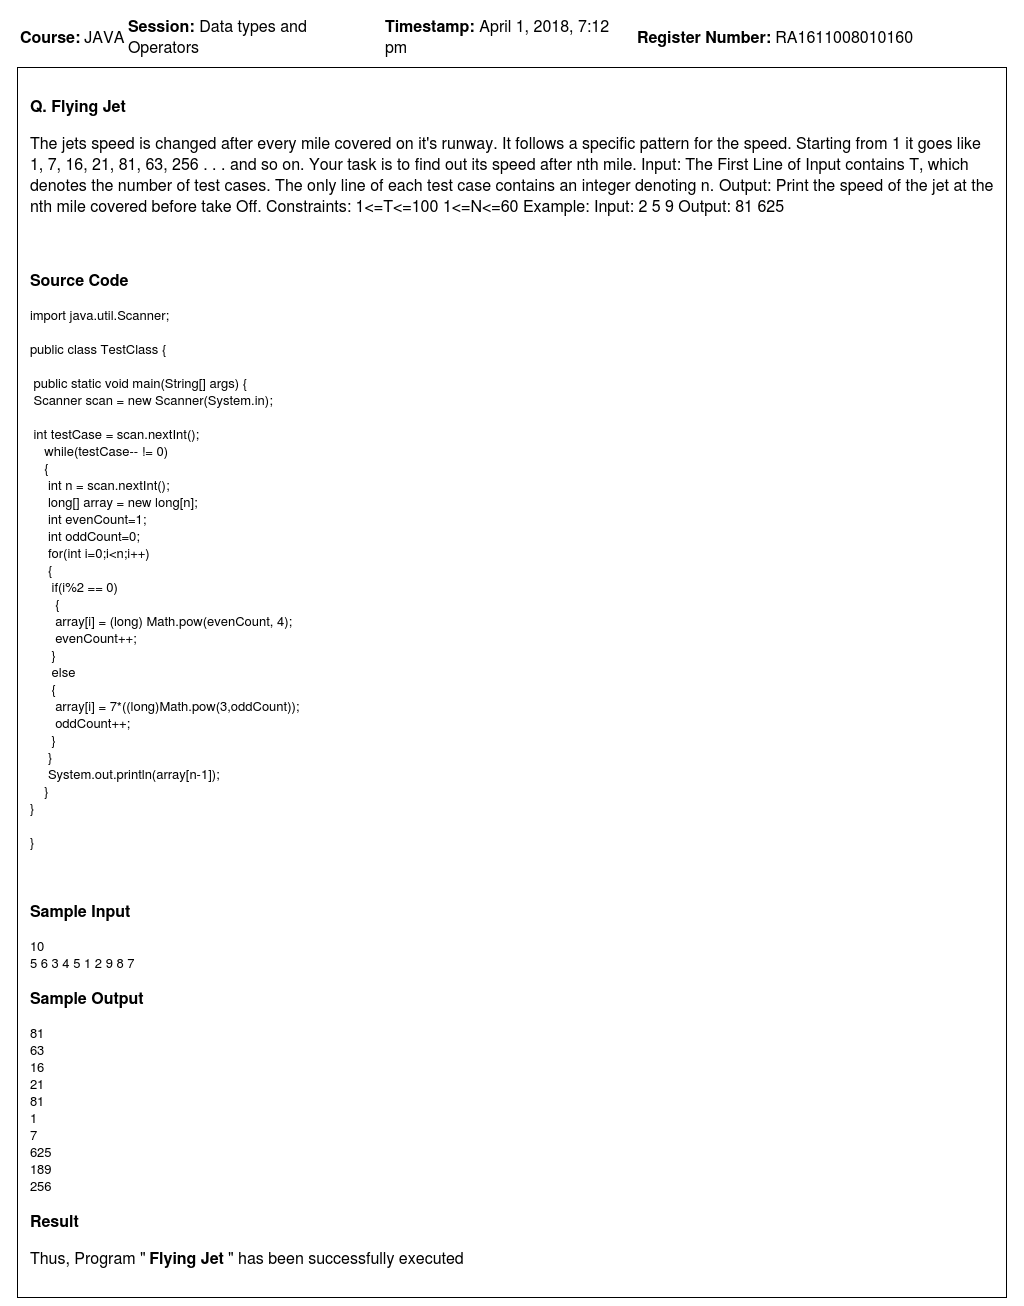 Course: JAVA Session: Data types and Operators Timestamp: April 1, 2018, 7:12 pm Register Number: RA1611008010160
Q. Flying Jet
The jets speed is changed after every mile covered on it's runway. It follows a specific pattern for the speed. Starting from 1 it goes like
1, 7, 16, 21, 81, 63, 256 . . . and so on. Your task is to find out its speed after nth mile. Input: The First Line of Input contains T, which
denotes the number of test cases. The only line of each test case contains an integer denoting n. Output: Print the speed of the jet at the
nth mile covered before take Off. Constraints: 1<=T<=100 1<=N<=60 Example: Input: 2 5 9 Output: 81 625
Source Code
import java.util.Scanner;
public class TestClass {
public static void main(String[] args) {
Scanner scan = new Scanner(System.in);
int testCase = scan.nextInt();
while(testCase-- != 0)
{
int n = scan.nextInt();
long[] array = new long[n];
int evenCount=1;
int oddCount=0;
for(int i=0;i<n;i++)
{
if(i%2 == 0)
{
array[i] = (long) Math.pow(evenCount, 4);
evenCount++;
}
else
{
array[i] = 7*((long)Math.pow(3,oddCount));
oddCount++;
}
}
System.out.println(array[n-1]);
}
}
}
Sample Input
10
5 6 3 4 5 1 2 9 8 7
Sample Output
81
63
16
21
81
1
7
625
189
256
Result
Thus, Program " Flying Jet " has been successfully executed